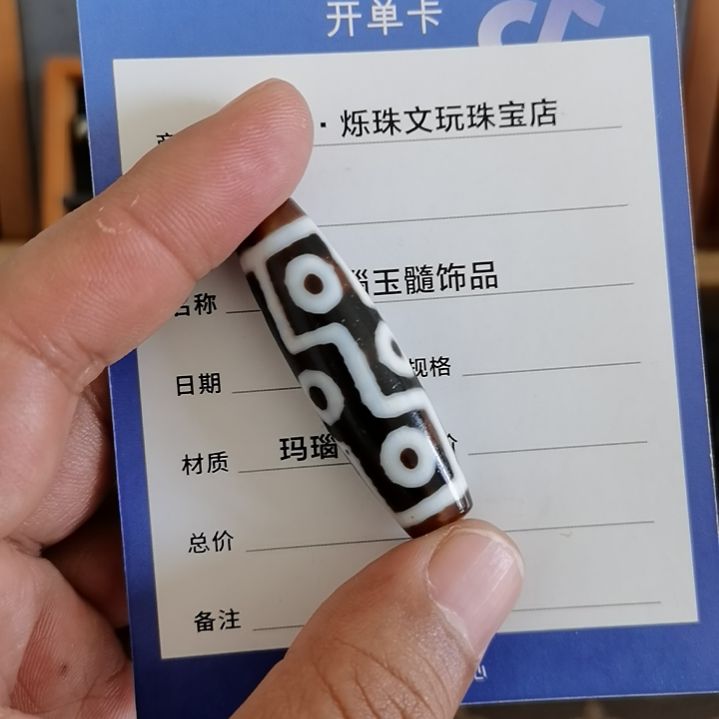 开单卡
· 烁珠文玩珠宝店
名称 玉髓饰品
日期 规格
材质 玛瑙
总价
备注